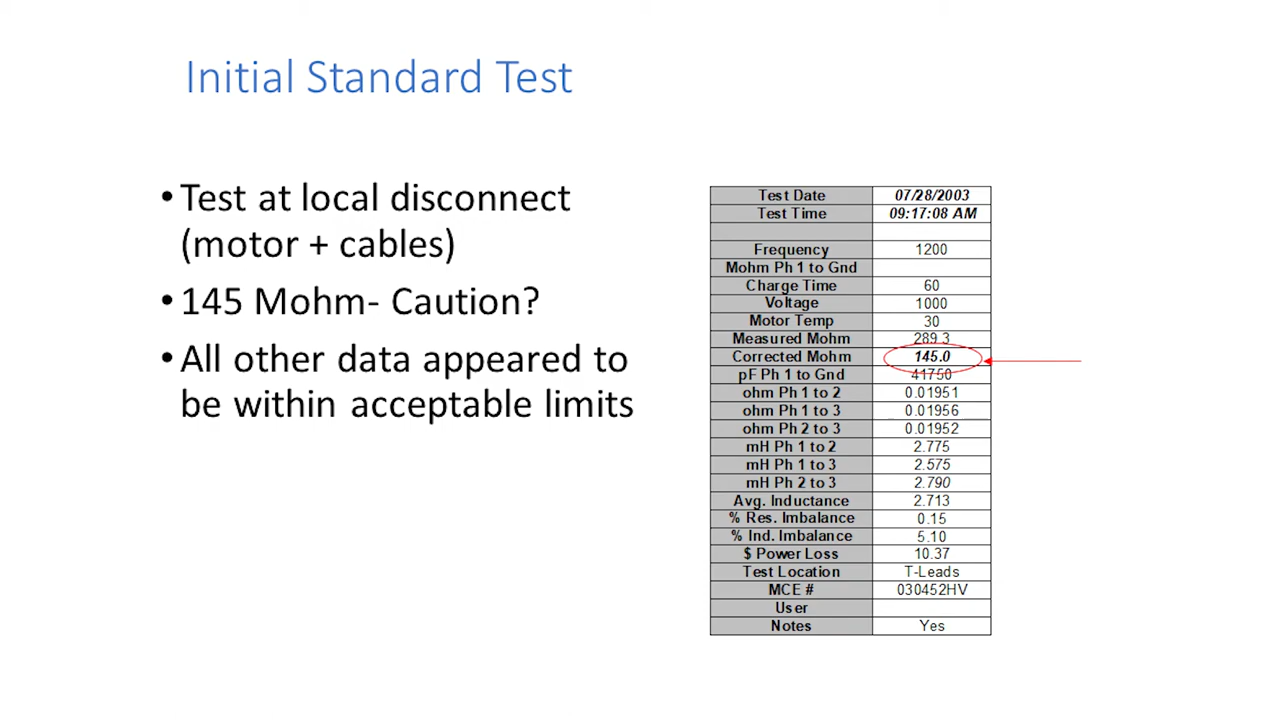 Initial Standard Test
•Test at local disconnect
(motor + cables)
•145 Mohm- Caution?
•All other data appeared to
be within acceptable limits
Test Date 07/28/2003
Test Time 09:17:08 AM
Frequency 1200
Mohm Ph 1 to Gnd
Charge Time 60
Voltage 1000
Motor Temp 30
Measured Mohm 289.3
Corrected Mohm 145.0
pF Ph 1 to Gnd 41750
ohm Ph 1 to 2 0.01951
ohm Ph 1 to 3 0.01956
ohm Ph 2 to 3 0.01952
mH Ph 1 to 2 2.775
mH Ph 1 to 3 2.575
mH Ph 2 to 3 2.790
Avg. Inductance 2.713
% Res. Imbalance 0.15
% Ind. Imbalance 5.10
$ Power Loss 10.37
Test Location T-Leads
MCE # 030452HV
User
Notes Yes